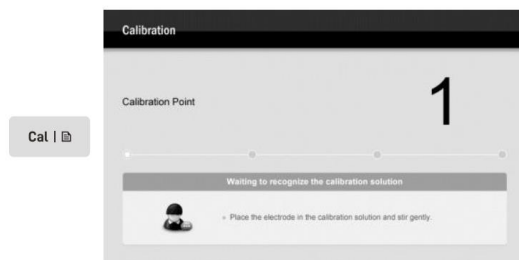 Calibration
Calibration Point
1
Cal |
Waiting to recognize the calibration solution
Place the electrode in the calibration solution and stir gently.